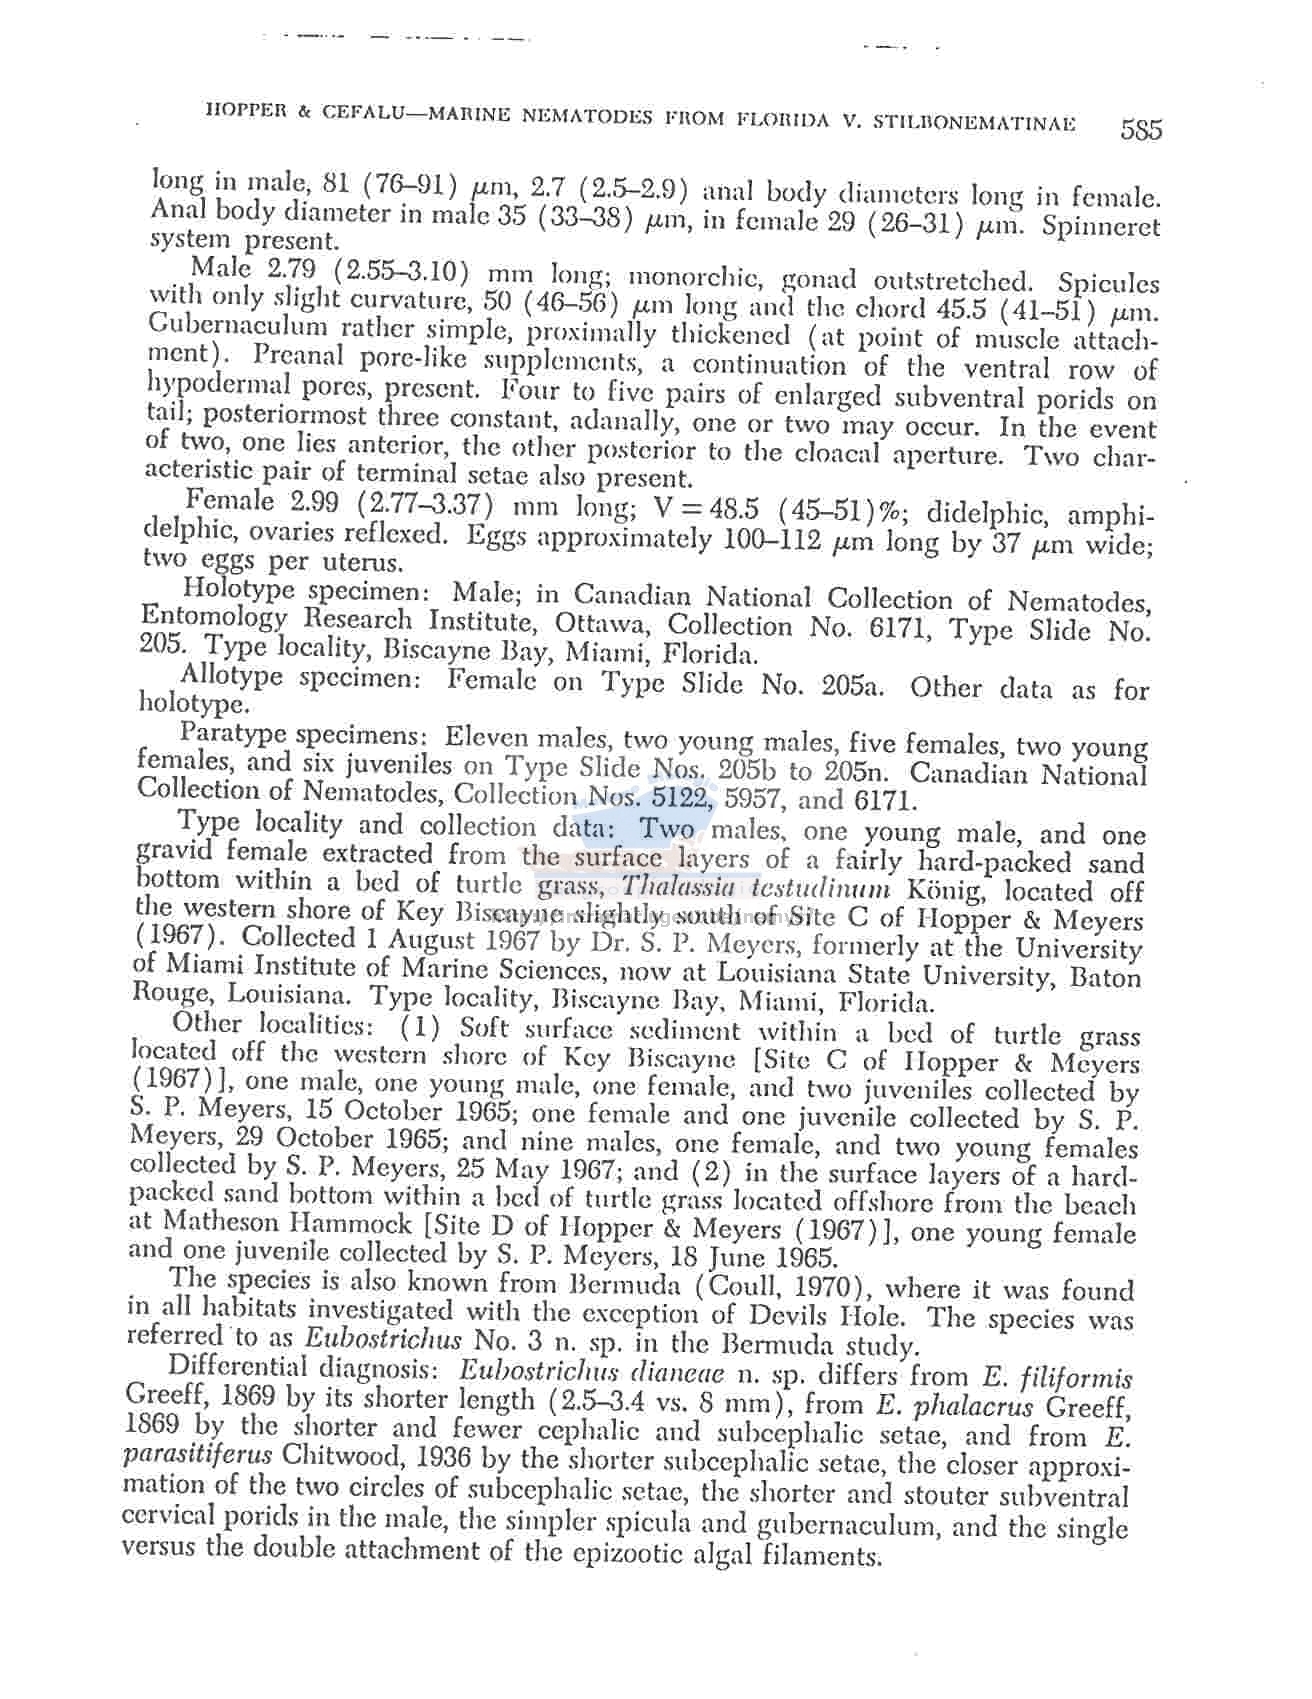 HOPPER & CEFALU—MARINE NEMATODES FROM FLORIDA V. STILBONEMATINAE 585
long in male, 81 (76–91) μm, 2.7 (2.5–2.9) anal body diameters long in female.
Anal body diameter in male 35 (33–38) μm, in female 29 (26–31) μm. Spinneret
system present.
Male 2.79 (2.55–3.10) mm long; monorchic, gonad outstretched. Spicules
with only slight curvature, 50 (46–56) μm long and the chord 45.5 (41–51) μm.
Gubernaculum rather simple, proximally thickened (at point of muscle attach-
ment). Preanal pore-like supplements, a continuation of the ventral row of
hypodermal pores, present. Four to five pairs of enlarged subventral porids on
tail; posteriormost three constant, adanally, one or two may occur. In the event
of two, one lies anterior, the other posterior to the cloacal aperture. Two char-
acteristic pair of terminal setae also present.
Female 2.99 (2.77–3.37) mm long; V = 48.5 (45–51)%; didelphic, amphi-
delphic, ovaries reflexed. Eggs approximately 100–112 μm long by 37 μm wide;
two eggs per uterus.
Holotype specimen: Male; in Canadian National Collection of Nematodes,
Entomology Research Institute, Ottawa, Collection No. 6171, Type Slide No.
205. Type locality, Biscayne Bay, Miami, Florida.
Allotype specimen: Female on Type Slide No. 205a. Other data as for
holotype.
Paratype specimens: Eleven males, two young males, five females, two young
females, and six juveniles on Type Slide Nos. 205b to 205n. Canadian National
Collection of Nematodes, Collection Nos. 5122, 5957, and 6171.
Type locality and collection data: Two males, one young male, and one
gravid female extracted from the surface layers of a fairly hard-packed sand
bottom within a bed of turtle grass, Thalassia testudinum König, located off
the western shore of Key Biscayne slightly south of Site C of Hopper & Meyers
(1967). Collected 1 August 1967 by Dr. S. P. Meyers, formerly at the University
of Miami Institute of Marine Sciences, now at Louisiana State University, Baton
Rouge, Louisiana. Type locality, Biscayne Bay, Miami, Florida.
Other localities: (1) Soft surface sediment within a bed of turtle grass
located off the western shore of Key Biscayne [Site C of Hopper & Meyers
(1967)], one male, one young male, one female, and two juveniles collected by
S. P. Meyers, 15 October 1965; one female and one juvenile collected by S. P.
Meyers, 29 October 1965; and nine males, one female, and two young females
collected by S. P. Meyers, 25 May 1967; and (2) in the surface layers of a hard-
packed sand bottom within a bed of turtle grass located offshore from the beach
at Matheson Hammock [Site D of Hopper & Meyers (1967)], one young female
and one juvenile collected by S. P. Meyers, 18 June 1965.
The species is also known from Bermuda (Coull, 1970), where it was found
in all habitats investigated with the exception of Devils Hole. The species was
referred to as Eubostrichus No. 3 n. sp. in the Bermuda study.
Differential diagnosis: Eubostrichus dianeae n. sp. differs from E. filiformis
Greeff, 1869 by its shorter length (2.5–3.4 vs. 8 mm), from E. phalacrus Greeff,
1869 by the shorter and fewer cephalic and subcephalic setae, and from E.
parasitiferus Chitwood, 1936 by the shorter subcephalic setae, the closer approxi-
mation of the two circles of subcephalic setae, the shorter and stouter subventral
cervical porids in the male, the simpler spicula and gubernaculum, and the single
versus the double attachment of the epizootic algal filaments.